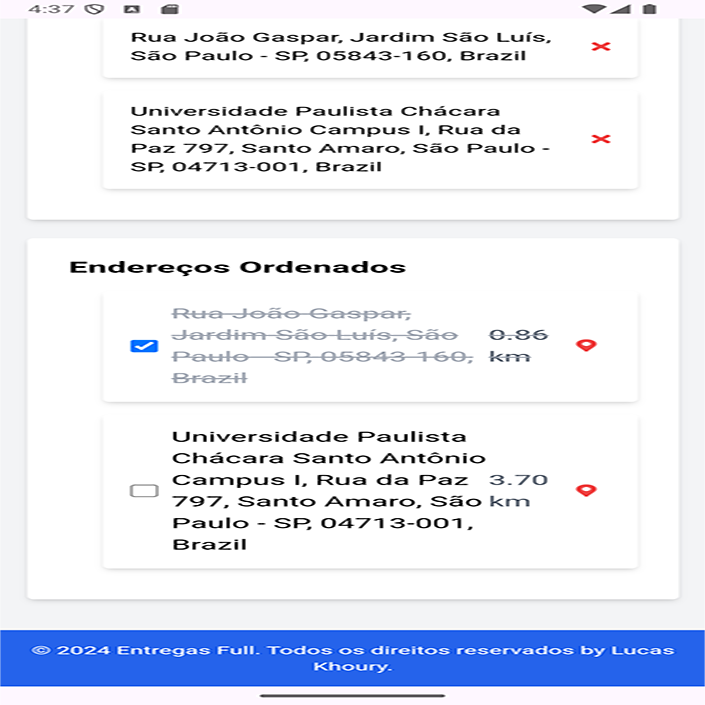 4:37
Rua João Gaspar, Jardim São Luís,
São Paulo - SP, 05843-160, Brazil
Universidade Paulista Chácara
Santo Antônio Campus I, Rua da
Paz 797, Santo Amaro, São Paulo -
SP, 04713-001, Brazil
Endereços Ordenados
Rua João Gaspar,
Jardim São Luís, São
Paulo - SP, 05843-160,
Brazil
0.86
km
Universidade Paulista
Chácara Santo Antônio
Campus I, Rua da Paz
797, Santo Amaro, São
Paulo - SP, 04713-001,
Brazil
3.70
km
© 2024 Entregas Full. Todos os direitos reservados by Lucas
Khoury.